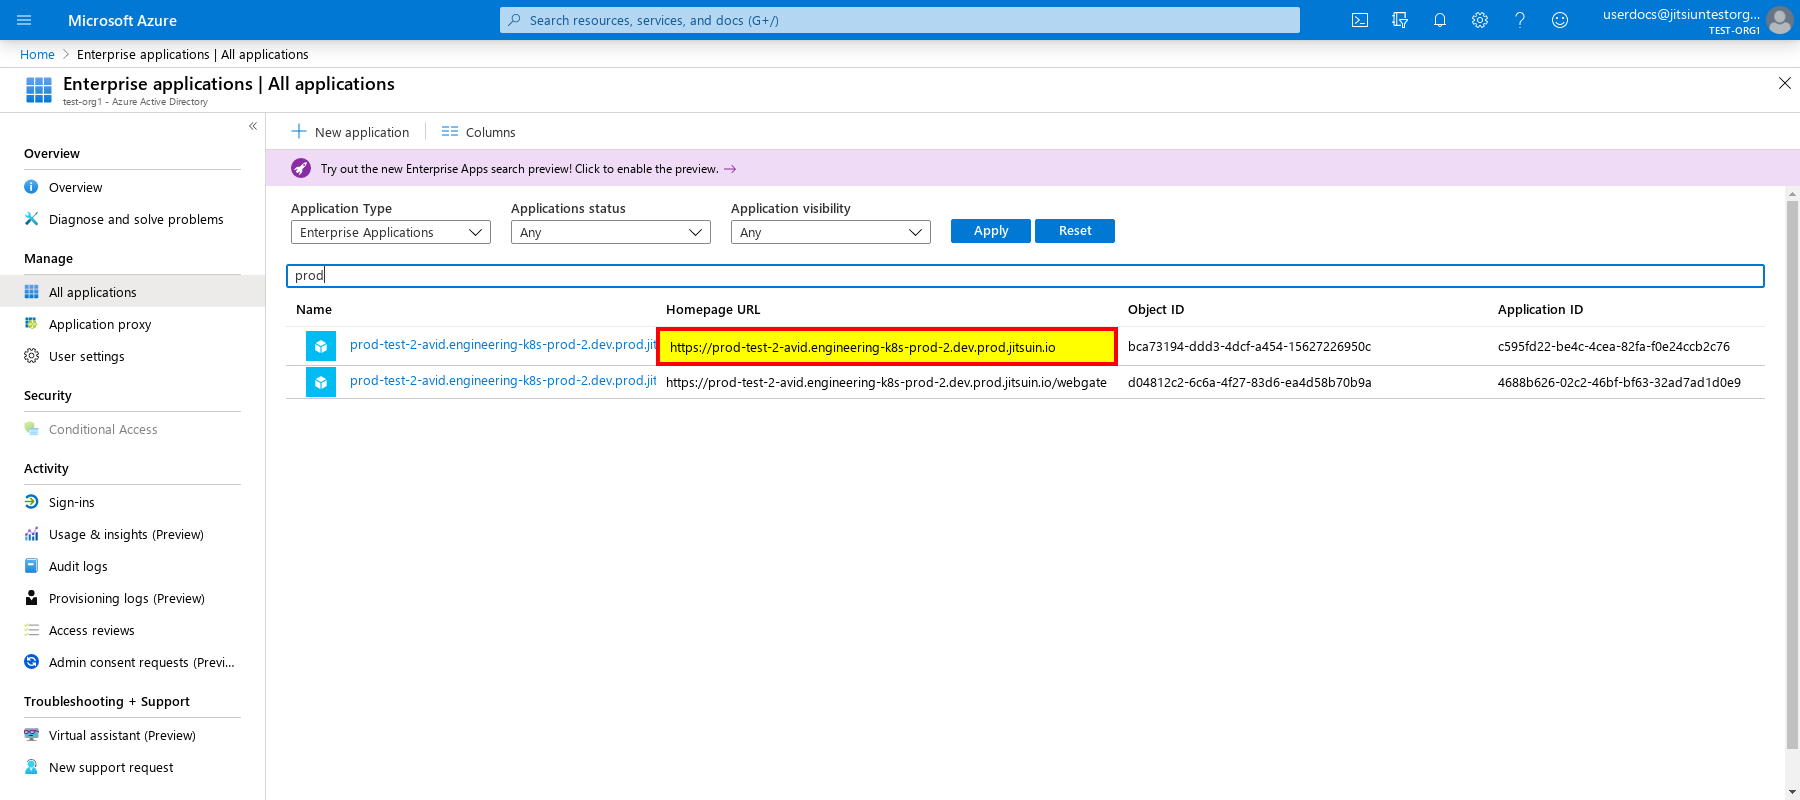 Microsoft Azure
Search resources, services, and docs (G+/)
userdocs@jitsiuntestorg...
TEST-ORG1
Home > Enterprise applications | All applications
Enterprise applications | All applications
test-org1 - Azure Active Directory
«
Overview
Overview
Diagnose and solve problems
Manage
All applications
Application proxy
User settings
Security
Conditional Access
Activity
Sign-ins
Usage & insights (Preview)
Audit logs
Provisioning logs (Preview)
Access reviews
Admin consent requests (Previ...
Troubleshooting + Support
Virtual assistant (Preview)
New support request
New application
Columns
Try out the new Enterprise Apps search preview! Click to enable the preview. →
Application Type Applications status Application visibility
Enterprise Applications Any Any Apply Reset
prod
Name Homepage URL Object ID Application ID
prod-test-2-avid.engineering-k8s-prod-2.dev.prod.jit https://prod-test-2-avid.engineering-k8s-prod-2.dev.prod.jitsuin.io bca73194-ddd3-4dcf-a454-15627226950c c595fd22-be4c-4cea-82fa-f0e24ccb2c76
prod-test-2-avid.engineering-k8s-prod-2.dev.prod.jit https://prod-test-2-avid.engineering-k8s-prod-2.dev.prod.jitsuin.io/webgate d04812c2-6c6a-4f27-83d6-ea4d58b70b9a 4688b626-02c2-46bf-bf63-32ad7ad1d0e9